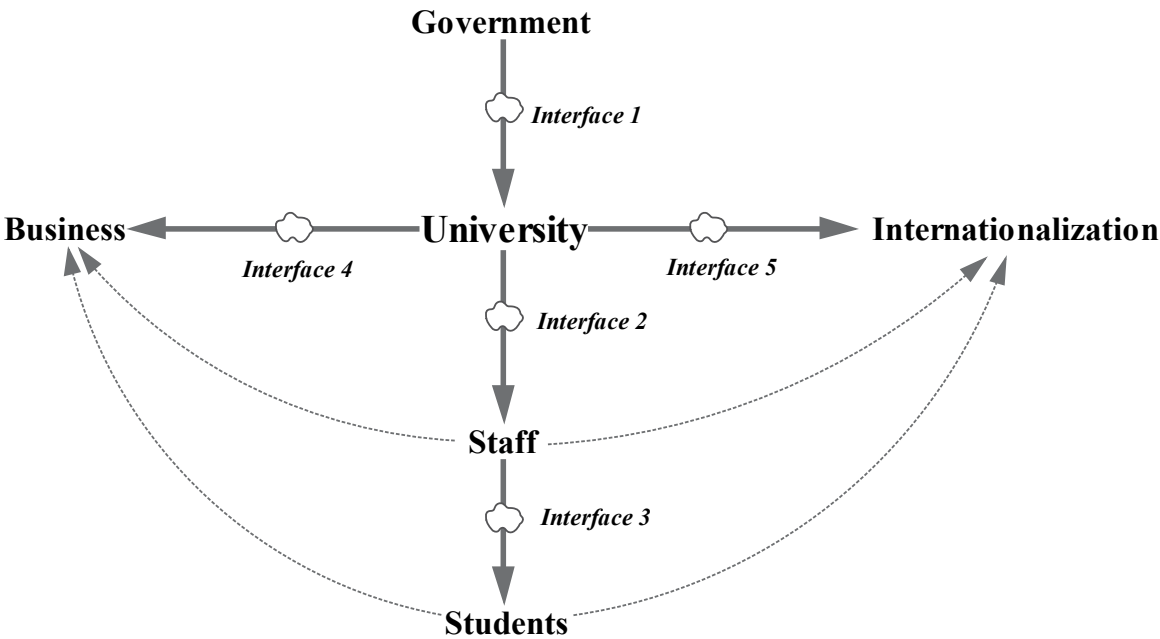 Government
Interface 1
Business
University
Internationalization
Interface 4
Interface 5
Interface 2
Staff
Interface 3
Students